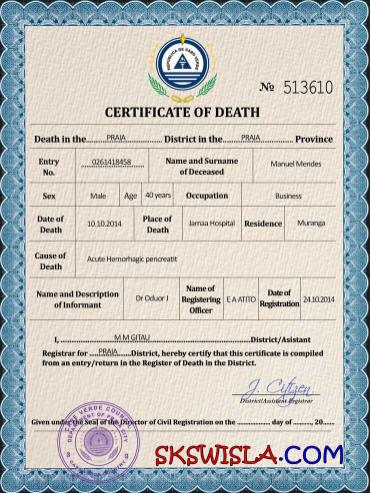 REPUBLICA DE CABO VERDE
№ 513610
CERTIFICATE OF DEATH
Death in the PRAIA District in the PRAIA Province
Entry No. 0261418458 Name and Surname of Deceased Manuel Mendes
Sex Male Age 40 years Occupation Business
Date of Death 10.10.2014 Place of Death Jamaa Hospital Residence Muranga
Cause of Death Acute Hemorhagic pencreatit
Name and Description of Informant Dr Oduor J Name of Registering Officer E A ATITO Date of Registration 24.10.2014
I, M M GITAU District/Asistant
Registrar for PRAIA District, hereby certify that this certificate is compiled
from an entry/return in the Register of Death in the District.
J. Citizen
District/Assistant Registrar
Given under the Seal of the Director of Civil Registration on the ........ day of ........, 20......
DEPARTMENT OF
SKSWISLA.COM